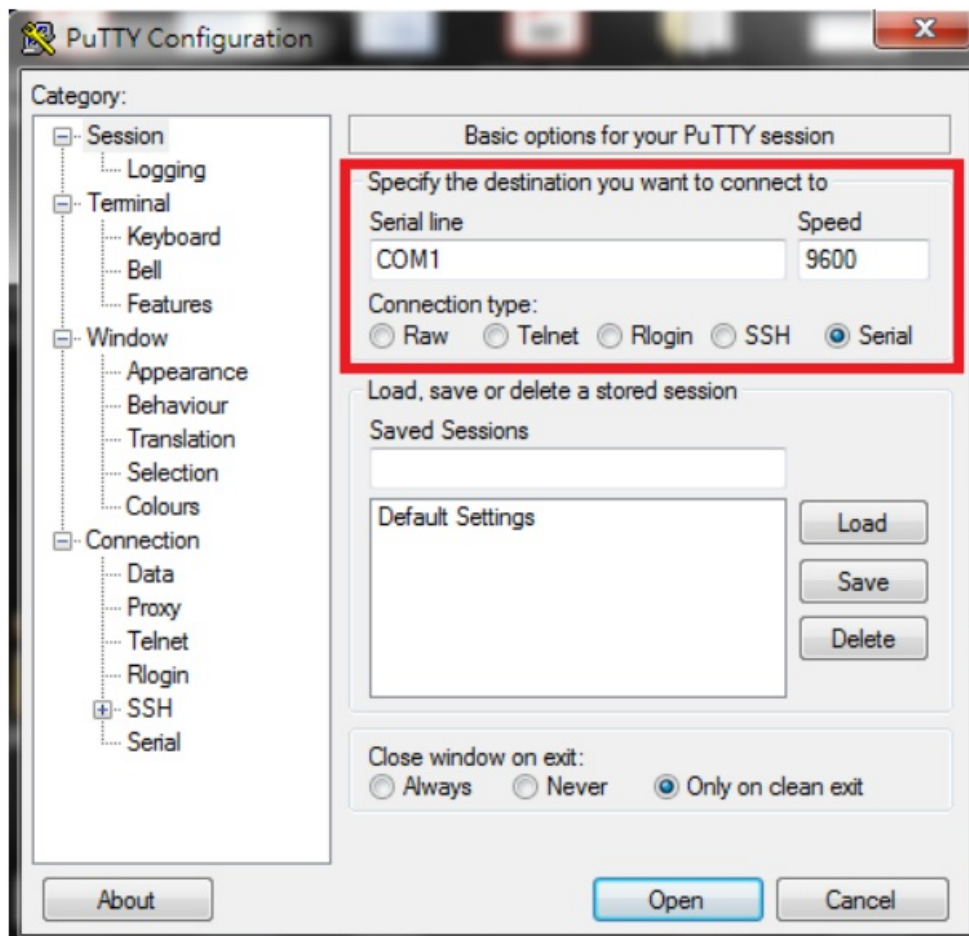 PuTTY Configuration
X
Category:
Session
Logging
Terminal
Keyboard
Bell
Features
Window
Appearance
Behaviour
Translation
Selection
Colours
Connection
Data
Proxy
Telnet
Rlogin
SSH
Serial
Basic options for your PuTTY session
Specify the destination you want to connect to
Serial line Speed
COM1 9600
Connection type:
Raw Telnet Rlogin SSH Serial
Load, save or delete a stored session
Saved Sessions
Default Settings
Load
Save
Delete
Close window on exit:
Always Never Only on clean exit
About Open Cancel